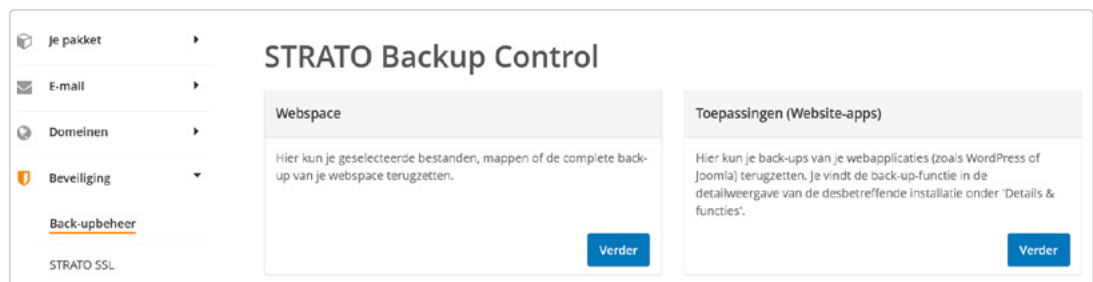 Je pakket
E-mail
Domeinen
Beveiliging
Back-upbeheer
STRATO SSL
STRATO Backup Control
Webspace
Hier kun je geselecteerde bestanden, mappen of de complete back-
up van je webspace terugzetten.
Verder
Toepassingen (Website-apps)
Hier kun je back-ups van je webapplicaties (zoals WordPress of
Joomla) terugzetten. Je vindt de back-up-functie in de
detailweergave van de desbetreffende installatie onder 'Details &
functies'.
Verder